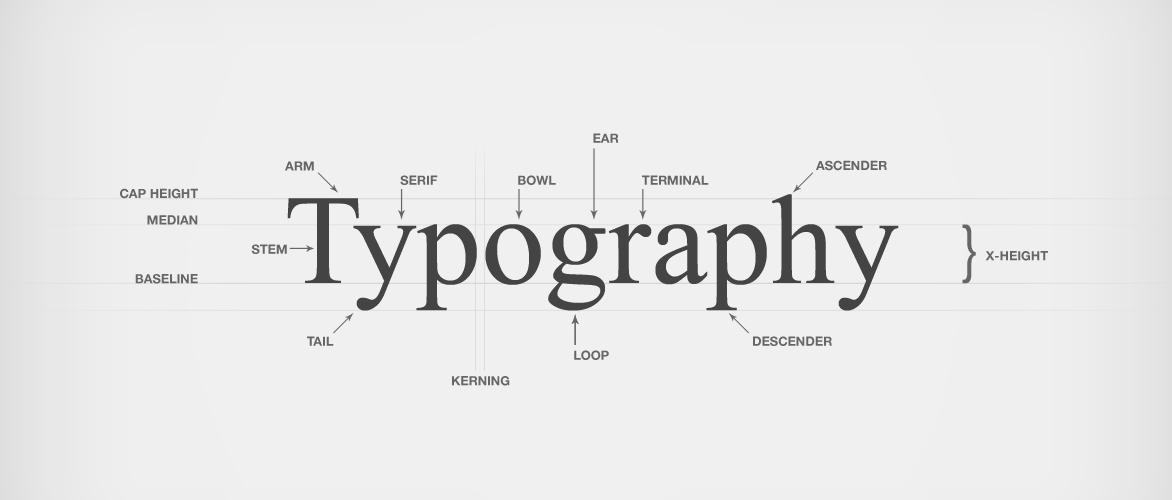 EAR
ARM
SERIF
BOWL
TERMINAL
ASCENDER
CAP HEIGHT
MEDIAN
STEM
Typography
X-HEIGHT
BASELINE
TAIL
DESCENDER
LOOP
KERNING